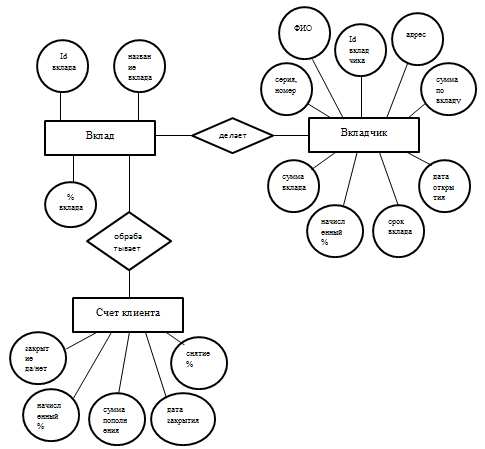 ФИО
Id
вклад
чика
адрес
Id
вклада
назван
ие
вклада
серия,
номер
сумма
по
вкладу
Вклад
делает
Вкладчик
%
вклада
сумма
вклада
дата
откры
тия
начисл
енный
%
срок
вклада
обраба
тывает
Счет клиента
закрыт
ие
да/нет
снятие
%
начисл
енный
%
сумма
пополн
ения
дата
закрытия